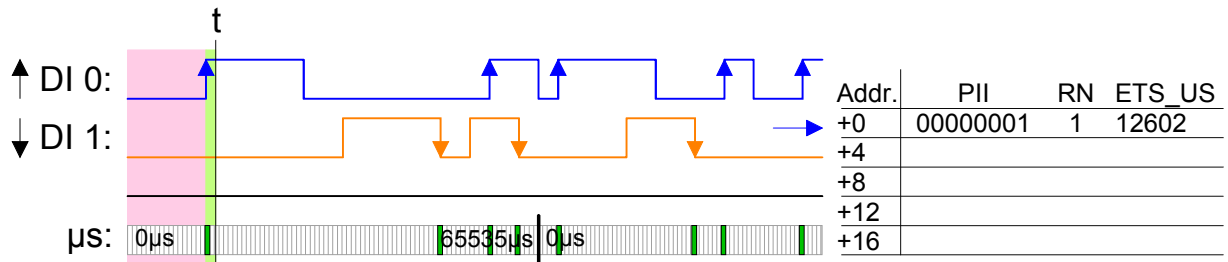 t
DI 0:
DI 1:
µs: 0µs 65535µs 0µs
Addr. PII RN ETS_US
+0 00000001 1 12602
+4
+8
+12
+16